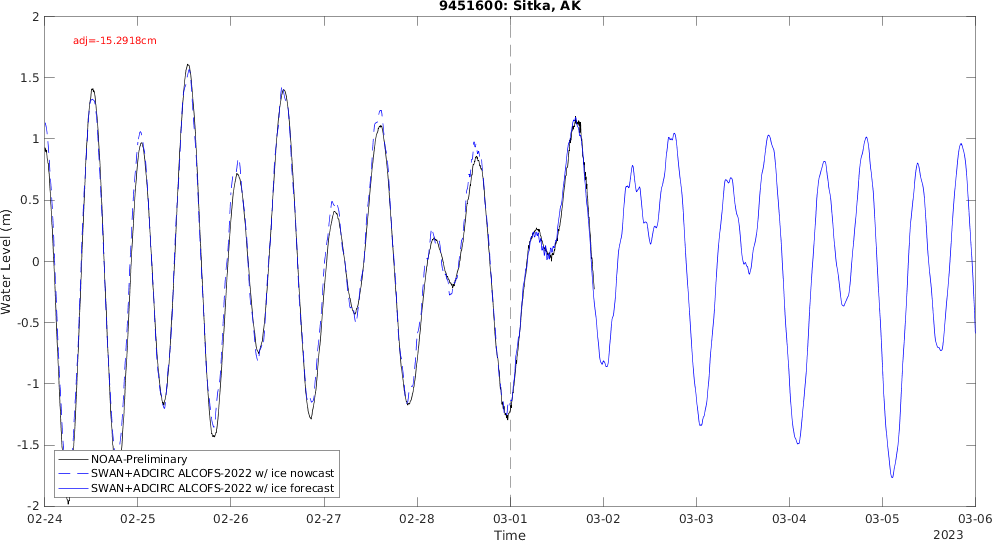 9451600: Sitka, AK
adj=-15.2918cm
Water Level (m)
2
1.5
1
0.5
0
-0.5
-1
-1.5
-2
NOAA-Preliminary
SWAN+ADCIRC ALCOFS-2022 w/ ice nowcast
SWAN+ADCIRC ALCOFS-2022 w/ ice forecast
02-24 02-25 02-26 02-27 02-28 03-01 03-02 03-03 03-04 03-05 03-06
Time
2023